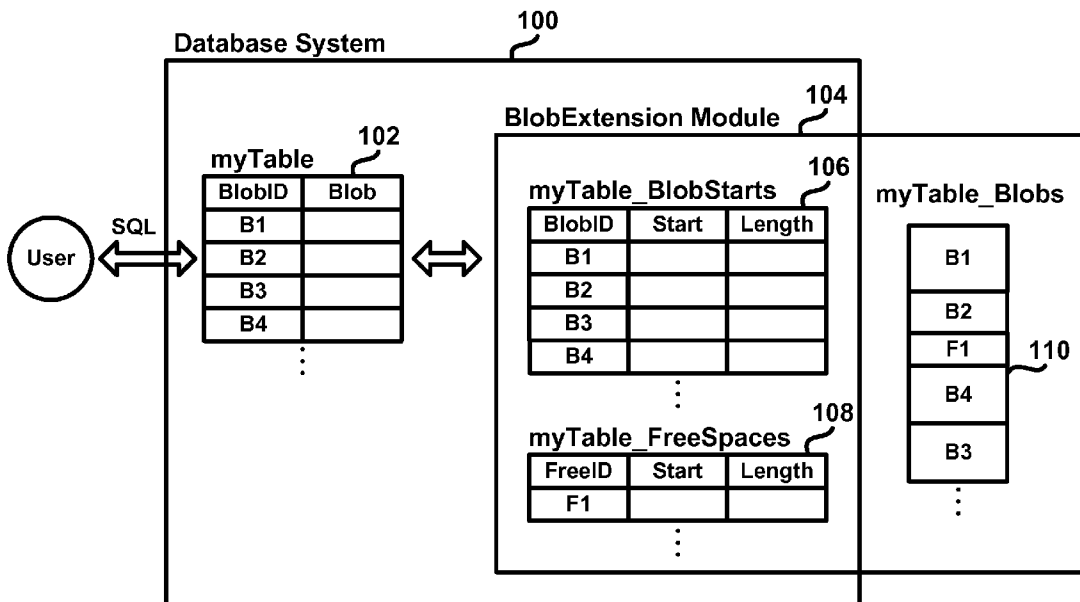 100
Database System
104
BlobExtension Module
102
myTable
BlobID Blob
B1
B2
B3
B4
SQL
User
106
myTable_BlobStarts
BlobID Start Length
B1
B2
B3
B4
108
myTable_FreeSpaces
FreeID Start Length
F1
myTable_Blobs
B1
B2
F1
B4
B3
110